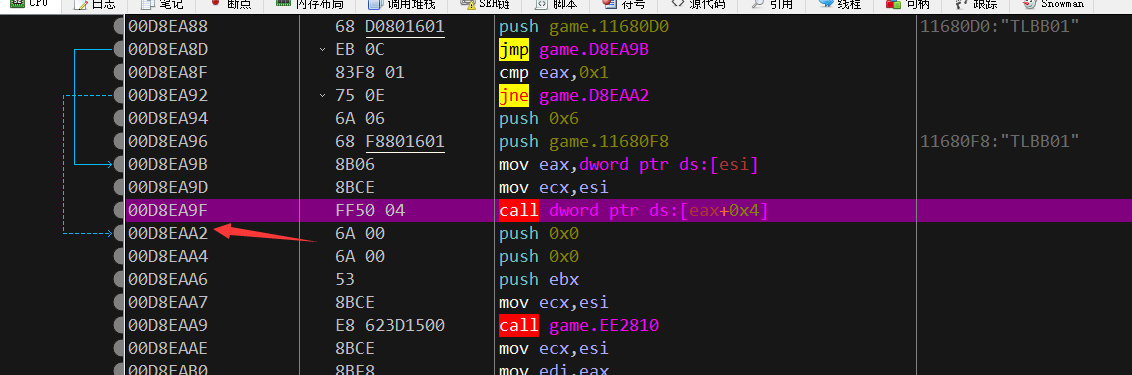 CPU 日志 笔记 断点 内存布局 调用堆栈 SEH链 脚本 符号 源代码 引用 线程 句柄 跟踪 Snowman
00D8EA88 68 D0801601 push game.11680D0 11680D0:"TLBB01"
00D8EA8D EB 0C jmp game.D8EA9B
00D8EA8F 83F8 01 cmp eax,0x1
00D8EA92 75 0E jne game.D8EAA2
00D8EA94 6A 06 push 0x6
00D8EA96 68 F8801601 push game.11680F8 11680F8:"TLBB01"
00D8EA9B 8B06 mov eax,dword ptr ds:[esi]
00D8EA9D 8BCE mov ecx,esi
00D8EA9F FF50 04 call dword ptr ds:[eax+0x4]
00D8EAA2 6A 00 push 0x0
00D8EAA4 6A 00 push 0x0
00D8EAA6 53 push ebx
00D8EAA7 8BCE mov ecx,esi
00D8EAA9 E8 623D1500 call game.EE2810
00D8EAAE 8BCE mov ecx,esi
00D8EAB0 8BF8 mov edi,eax